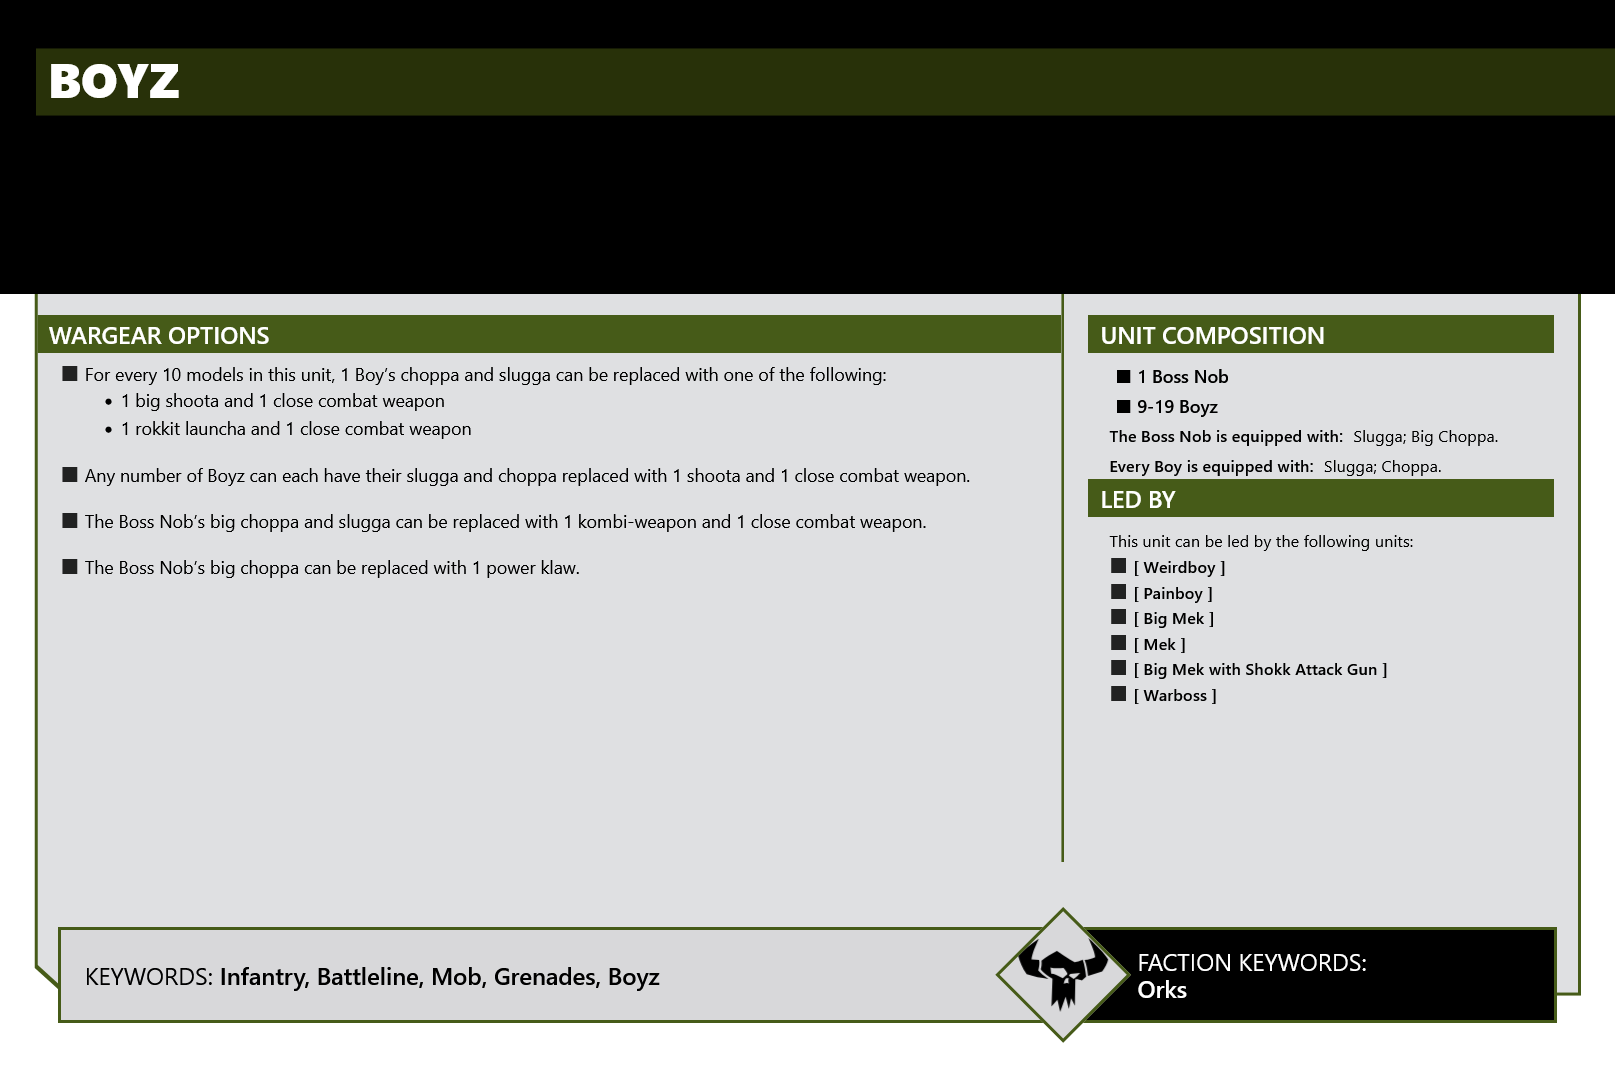 BOYZ
WARGEAR OPTIONS
■ For every 10 models in this unit, 1 Boy’s choppa and slugga can be replaced with one of the following:
• 1 big shoota and 1 close combat weapon
• 1 rokkit launcha and 1 close combat weapon
■ Any number of Boyz can each have their slugga and choppa replaced with 1 shoota and 1 close combat weapon.
■ The Boss Nob’s big choppa and slugga can be replaced with 1 kombi-weapon and 1 close combat weapon.
■ The Boss Nob’s big choppa can be replaced with 1 power klaw.
UNIT COMPOSITION
■ 1 Boss Nob
■ 9-19 Boyz
The Boss Nob is equipped with: Slugga; Big Choppa.
Every Boy is equipped with: Slugga; Choppa.
LED BY
This unit can be led by the following units:
■ [ Weirdboy ]
■ [ Painboy ]
■ [ Big Mek ]
■ [ Mek ]
■ [ Big Mek with Shokk Attack Gun ]
■ [ Warboss ]
KEYWORDS: Infantry, Battleline, Mob, Grenades, Boyz
FACTION KEYWORDS:
Orks